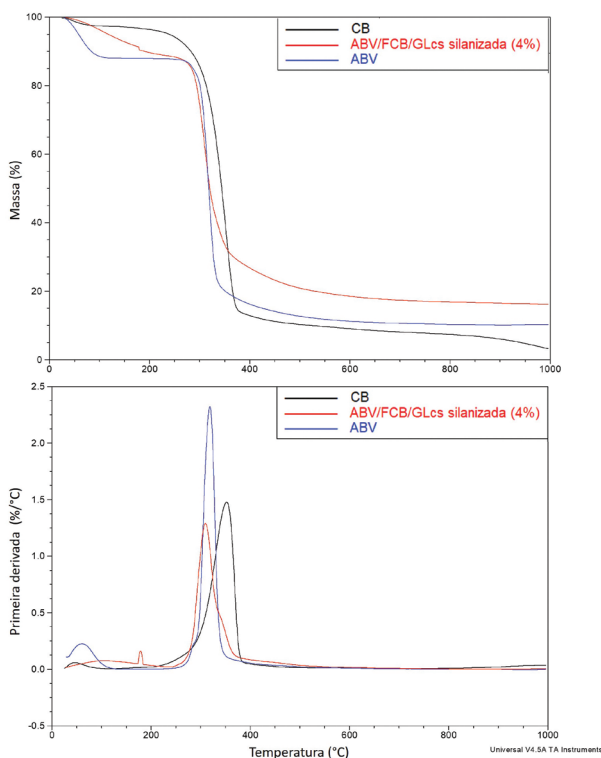 100
80
60
40
20
0
Massa (%)
CB
ABV/FCB/GLcs silanizada (4%)
ABV
0
200
400
600
800
1000
2.5
2.0
1.5
1.0
0.5
0.0
-0.5
Primeira derivada (%/°C)
CB
ABV/FCB/GLcs silanizada (4%)
ABV
0
200
400
600
800
1000
Temperatura (°C)
Universal V4.5A TA Instruments